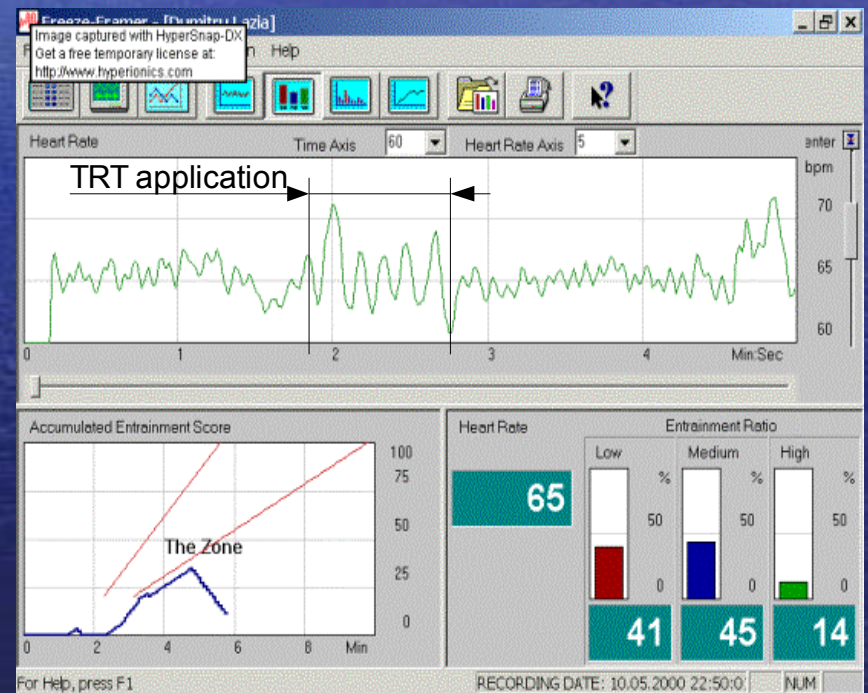 Freeze-Framer - [Dumitru Lazia]
Image captured with HyperSnap-DX
Get a free temporary license at:
http://www.hyperionics.com
Help
Heart Rate
Time Axis 60
Heart Rate Axis 5
bpm
TRT application
70
65
60
0 1 2 3 4 Min:Sec
Accumulated Entrainment Score
100
75
50
25
0
The Zone
0 2 4 6 8 Min
Heart Rate
65
Entrainment Ratio
Low Medium High
% % %
50 50 50
0 0 0
41 45 14
For Help, press F1
RECORDING DATE: 10.05.2000 22:50:0
NUM